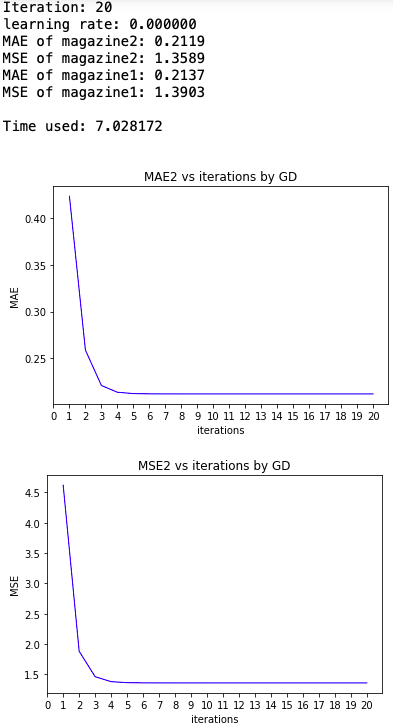 Iteration: 20
learning rate: 0.000000
MAE of magazine2: 0.2119
MSE of magazine2: 1.3589
MAE of magazine1: 0.2137
MSE of magazine1: 1.3903
Time used: 7.028172
MAE2 vs iterations by GD
0.40
0.35
0.30
0.25
MAE
0 1 2 3 4 5 6 7 8 9 10 11 12 13 14 15 16 17 18 19 20
iterations
MSE2 vs iterations by GD
4.5
4.0
3.5
3.0
2.5
2.0
1.5
MSE
0 1 2 3 4 5 6 7 8 9 10 11 12 13 14 15 16 17 18 19 20
iterations